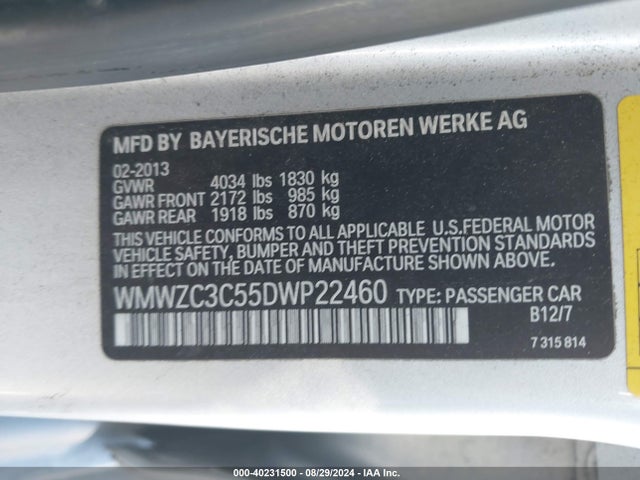 MFD BY BAYERISCHE MOTOREN WERKE AG
02-2013
GVWR 4034 lbs 1830 kg
GAWR FRONT 2172 lbs 985 kg
GAWR REAR 1918 lbs 870 kg
THIS VEHICLE CONFORMS TO ALL APPLICABLE U.S.FEDERAL MOTOR
VEHICLE SAFETY, BUMPER AND THEFT PREVENTION STANDARDS
IN EFFECT ON THE DATE OF MANUFACTURE SHOWN ABOVE.
WMWZC3C55DWP22460 TYPE: PASSENGER CAR
B12/7
7 315 814
000-40231500 - 08/29/2024 - IAA Inc.